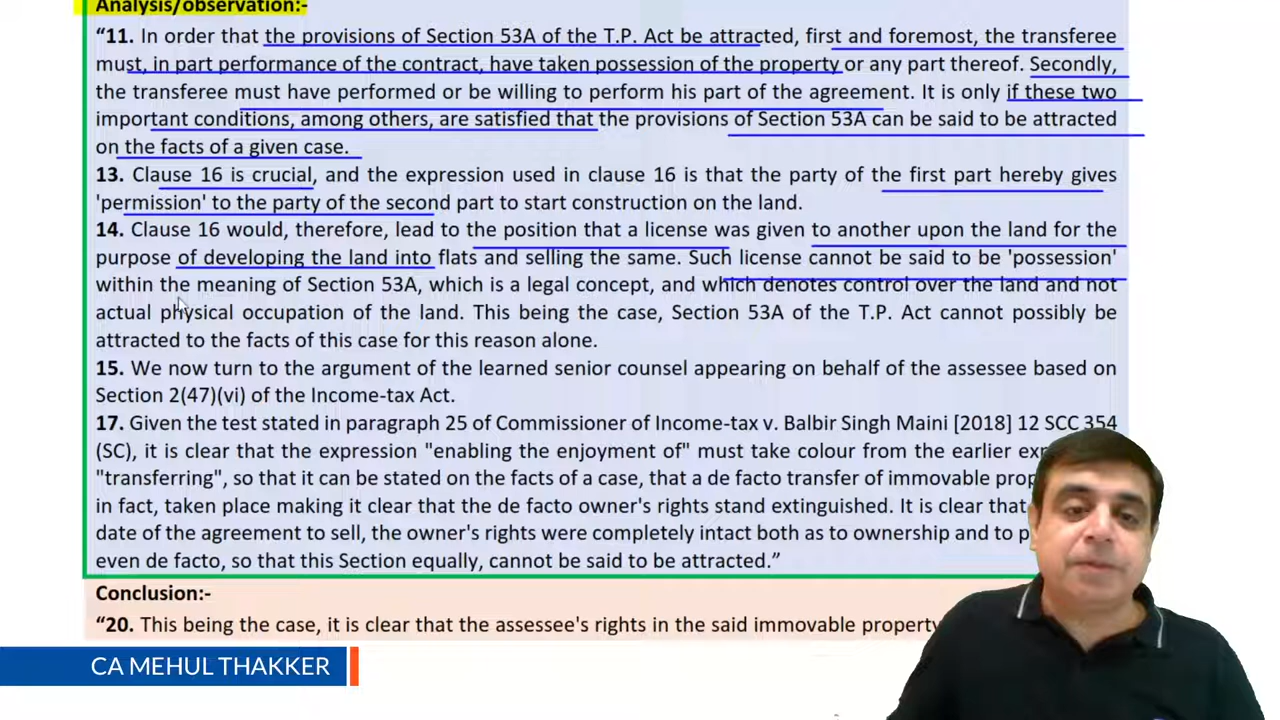 Analysis/observation:-
“11. In order that the provisions of Section 53A of the T.P. Act be attracted, first and foremost, the transferee
must, in part performance of the contract, have taken possession of the property or any part thereof. Secondly,
the transferee must have performed or be willing to perform his part of the agreement. It is only if these two
important conditions, among others, are satisfied that the provisions of Section 53A can be said to be attracted
on the facts of a given case.
13. Clause 16 is crucial, and the expression used in clause 16 is that the party of the first part hereby gives
'permission' to the party of the second part to start construction on the land.
14. Clause 16 would, therefore, lead to the position that a license was given to another upon the land for the
purpose of developing the land into flats and selling the same. Such license cannot be said to be 'possession'
within the meaning of Section 53A, which is a legal concept, and which denotes control over the land and not
actual physical occupation of the land. This being the case, Section 53A of the T.P. Act cannot possibly be
attracted to the facts of this case for this reason alone.
15. We now turn to the argument of the learned senior counsel appearing on behalf of the assessee based on
Section 2(47)(vi) of the Income-tax Act.
17. Given the test stated in paragraph 25 of Commissioner of Income-tax v. Balbir Singh Maini [2018] 12 SCC 354
(SC), it is clear that the expression "enabling the enjoyment of" must take colour from the earlier
"transferring", so that it can be stated on the facts of a case, that a de facto transfer of immovable
in fact, taken place making it clear that the de facto owner's rights stand extinguished. It is clear that
date of the agreement to sell, the owner's rights were completely intact both as to ownership and to
even de facto, so that this Section equally, cannot be said to be attracted.”
Conclusion:-
“20. This being the case, it is clear that the assessee's rights in the said immovable property
CA MEHUL THAKKER